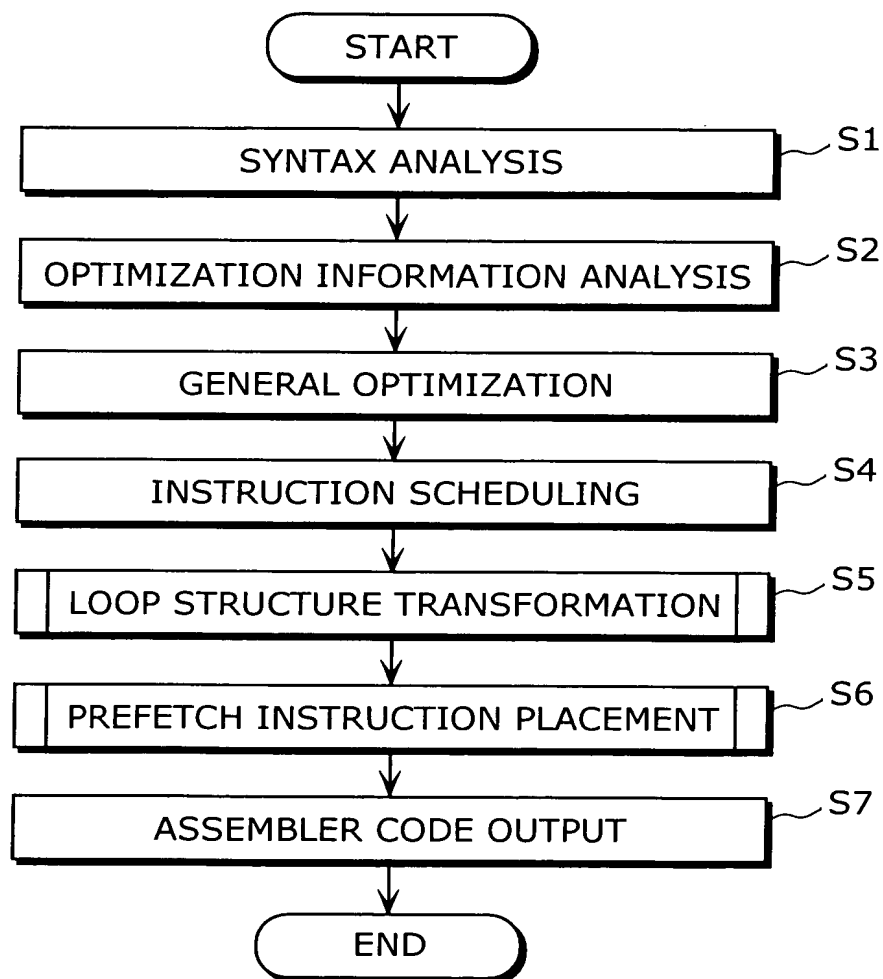 START
SYNTAX ANALYSIS
S1
OPTIMIZATION INFORMATION ANALYSIS
S2
GENERAL OPTIMIZATION
S3
INSTRUCTION SCHEDULING
S4
LOOP STRUCTURE TRANSFORMATION
S5
PREFETCH INSTRUCTION PLACEMENT
S6
ASSEMBLER CODE OUTPUT
S7
END